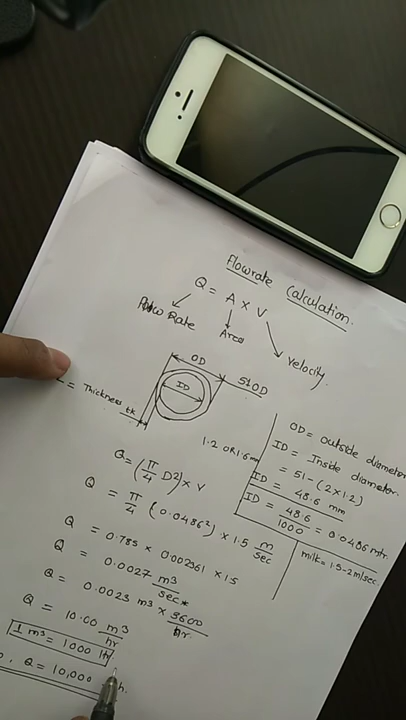 Flowrate Calculation.
Q = A × V
Flow Rate
Area
Velocity.
OD
ID
51OD
t = Thickness
tk
1.2 OR 1.6 mm
OD = Outside diameter
ID = Inside diameter.
= 51 - (2×1.2)
ID = 48.6 mm
ID = 48.6/1000 = 0.0486 mtr.
milk = 1.5-2 m/sec
Q = (π/4 D²) × V
Q = π/4 (0.0486²) × 1.5 m/sec
Q = 0.785 × 0.002361 × 1.5
Q = 0.0027 m3/sec*
Q = 0.0023 m3 × 3600/hr.
Q = 10.00 m3/hr
1 m³ = 1000 ltr
, Q = 10,000 h.